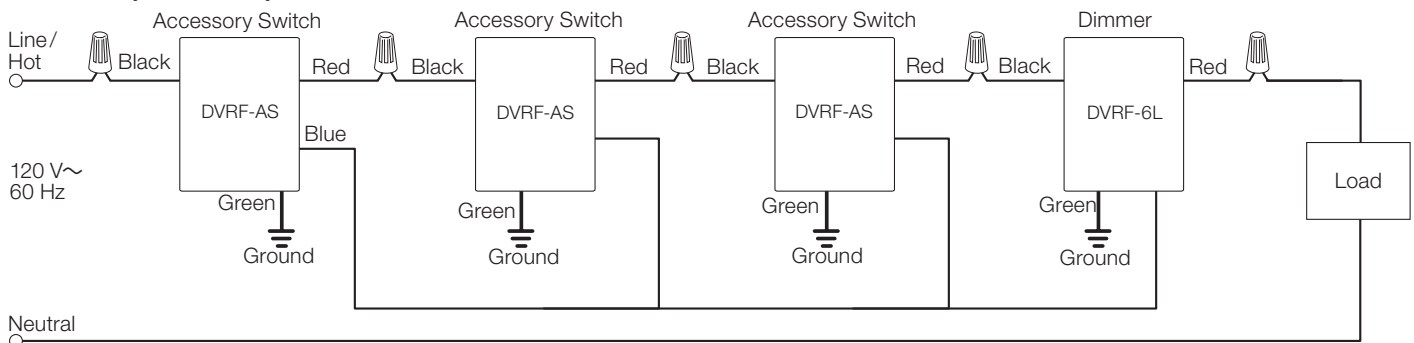 Accessory Switch
Accessory Switch
Accessory Switch
Dimmer
Line/
Hot
Black
Red
Black
Red
Black
Red
Black
Red
DVRF-AS
DVRF-AS
DVRF-AS
DVRF-6L
Blue
120 V~
60 Hz
Load
Green
Green
Green
Green
Ground
Ground
Ground
Ground
Neutral